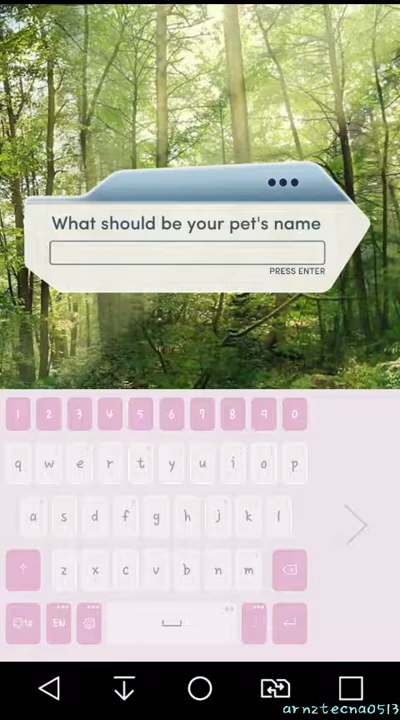 What should be your pet's name
PRESS ENTER
1 2 3 4 5 6 7 8 9 0
q w e r t y u i o p
a s d f g h j k l
z x c v b n m
EN
arnztecna0513